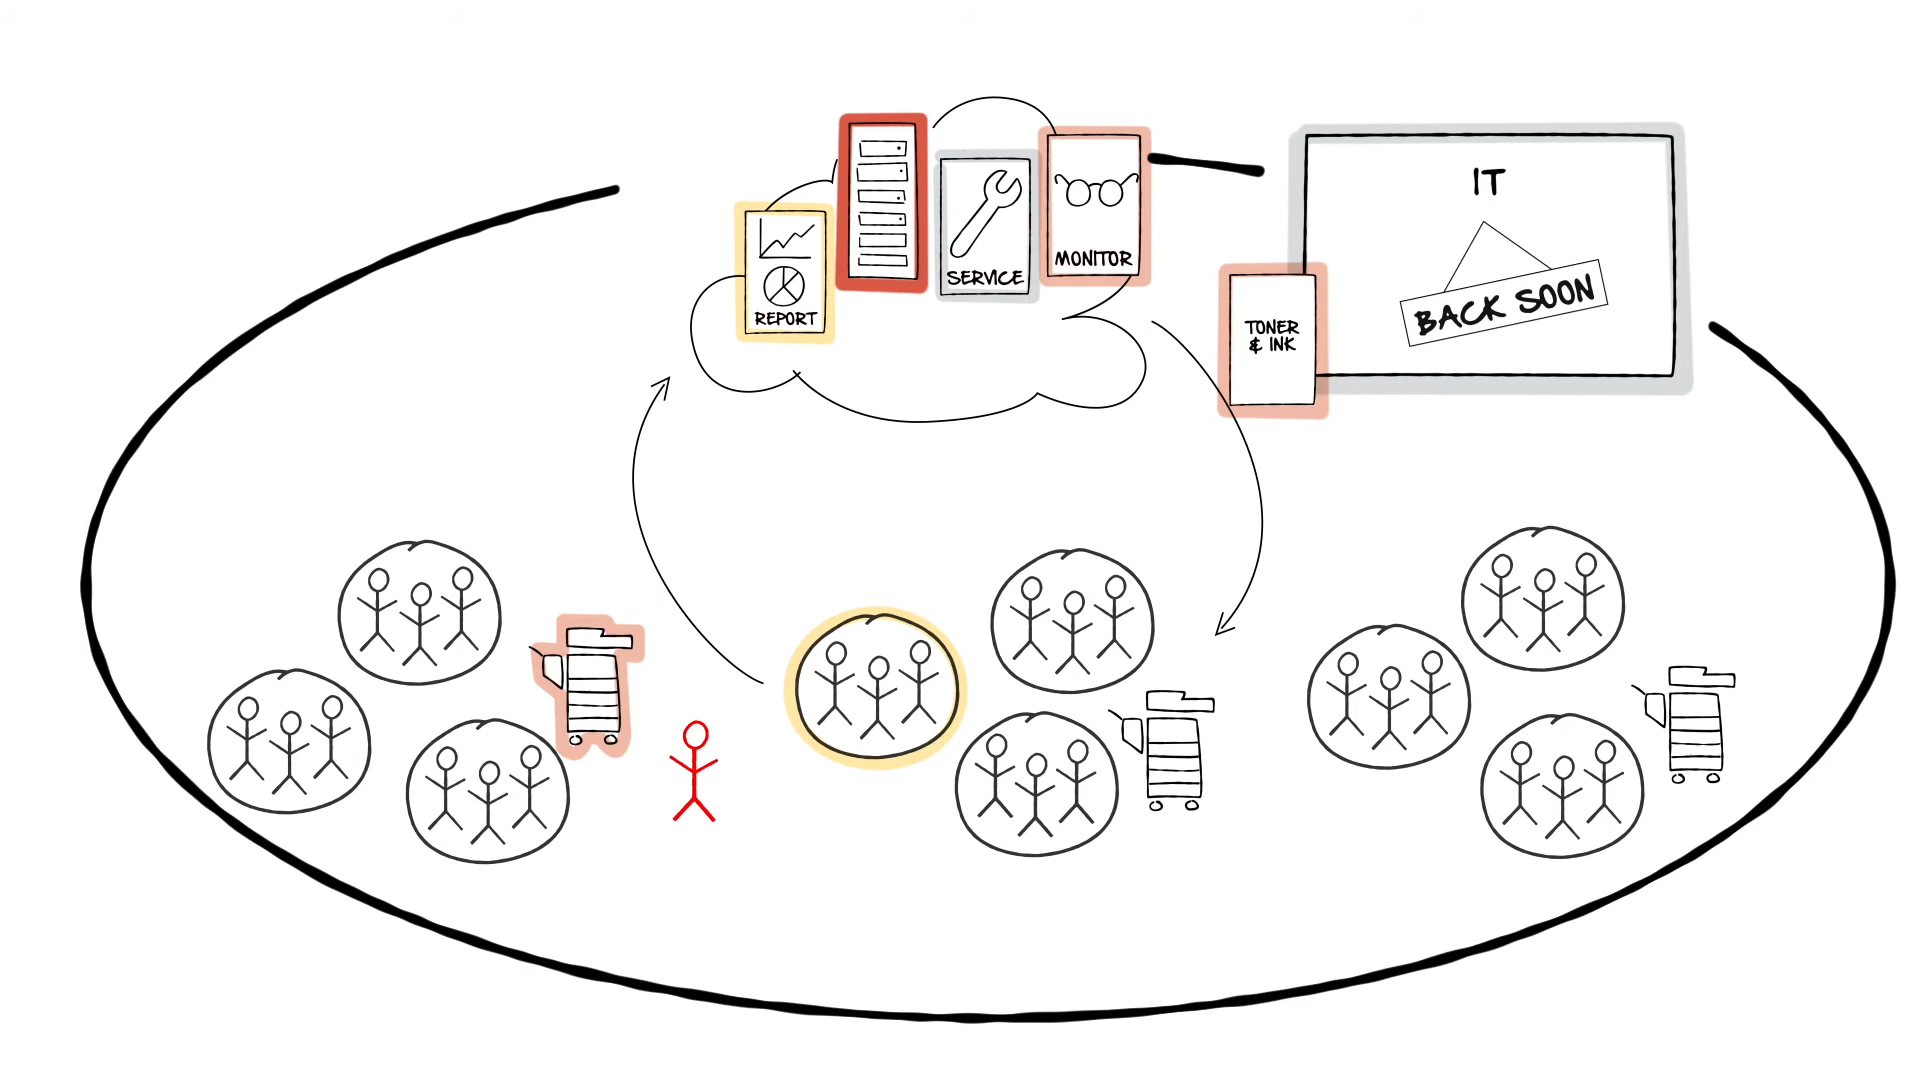 REPORT
SERVICE
MONITOR
TONER
& INK
IT
BACK SOON